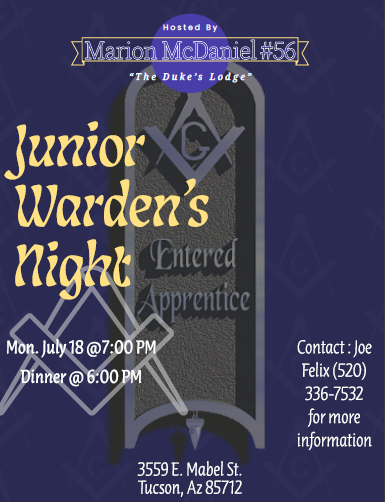 Hosted By
Marion McDaniel #56
"The Duke's Lodge"
G
Junior
Warden's
Night
Entered
Apprentice
Mon. July 18 @7:00 PM
Dinner @ 6:00 PM
Contact : Joe
Felix (520)
336-7532
for more
information
3559 E. Mabel St.
Tucson, Az 85712